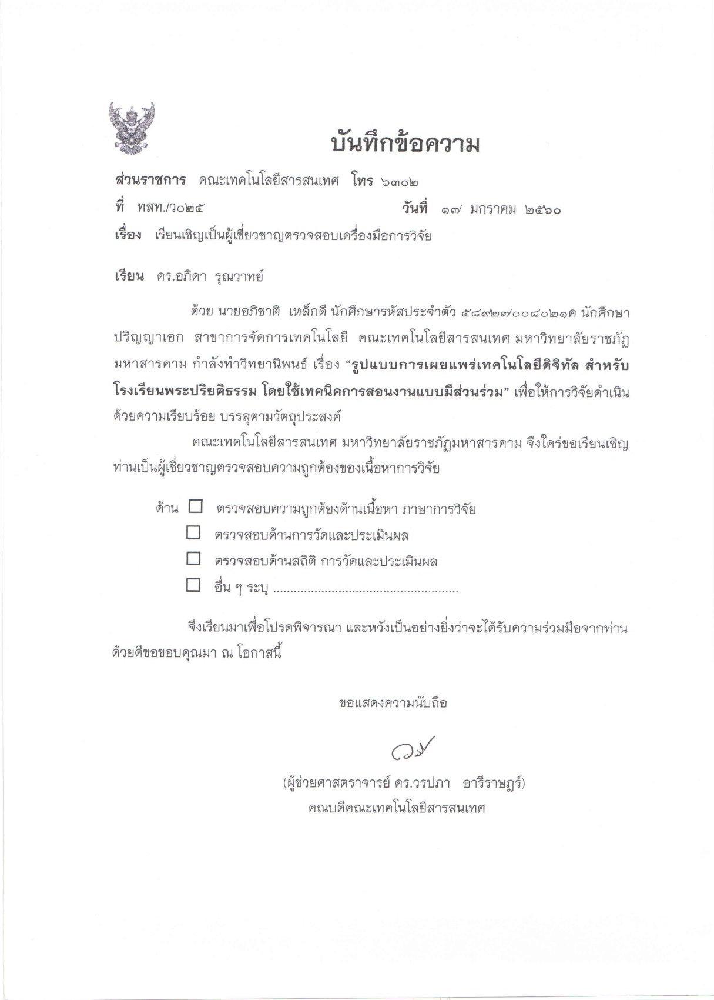 บันทึกข้อความ
ส่วนราชการ คณะเทคโนโลยีสารสนเทศ โทร ๖๓๐๒
ที่ ทสท./ว๐๒๕ วันที่ ๑๗ มกราคม ๒๕๖๐
เรื่อง เรียนเชิญเป็นผู้เชี่ยวชาญตรวจสอบเครื่องมือการวิจัย
เรียน ดร.อภิดา รุณวาทย์
ด้วย นายอภิชาติ เหล็กดี นักศึกษารหัสประจำตัว ๕๘๙๒๗๐๐๘๐๒๑ค นักศึกษา
ปริญญาเอก สาขาการจัดการเทคโนโลยี คณะเทคโนโลยีสารสนเทศ มหาวิทยาลัยราชภัฏ
มหาสารคาม กำลังทำวิทยานิพนธ์ เรื่อง “รูปแบบการเผยแพร่เทคโนโลยีดิจิทัล สำหรับ
โรงเรียนพระปริยติธรรม โดยใช้เทคนิคการสอนงานแบบมีส่วนร่วม” เพื่อให้การวิจัยดำเนิน
ด้วยความเรียบร้อย บรรลุตามวัตถุประสงค์
คณะเทคโนโลยีสารสนเทศ มหาวิทยาลัยราชภัฏมหาสารคาม จึงใคร่ขอเรียนเชิญ
ท่านเป็นผู้เชี่ยวชาญตรวจสอบความถูกต้องของเนื้อหาการวิจัย
ด้าน ☐ ตรวจสอบความถูกต้องด้านเนื้อหา ภาษาการวิจัย
☐ ตรวจสอบด้านการวัดและประเมินผล
☐ ตรวจสอบด้านสถิติ การวัดและประเมินผล
☐ อื่น ๆ ระบุ ......................................................
จึงเรียนมาเพื่อโปรดพิจารณา และหวังเป็นอย่างยิ่งว่าจะได้รับความร่วมมือจากท่าน
ด้วยดีขอขอบคุณมา ณ โอกาสนี้
ขอแสดงความนับถือ
(ผู้ช่วยศาสตราจารย์ ดร.วรปภา อารีราษฎร์)
คณบดีคณะเทคโนโลยีสารสนเทศ